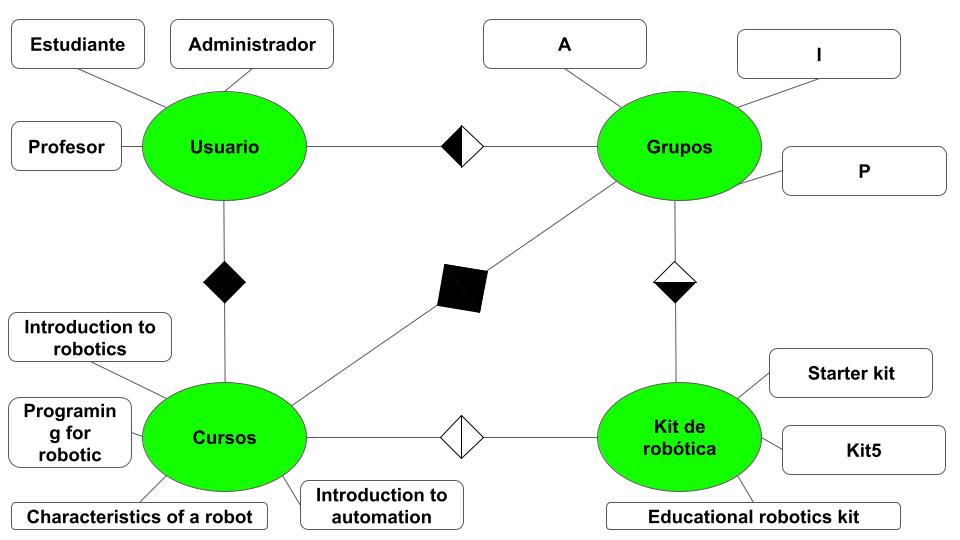 Estudiante
Administrador
A
I
Profesor
Usuario
Grupos
P
Introduction to
robotics
Programin
g for
robotic
Cursos
Kit de
robótica
Starter kit
Kit5
Characteristics of a robot
Introduction to
automation
Educational robotics kit